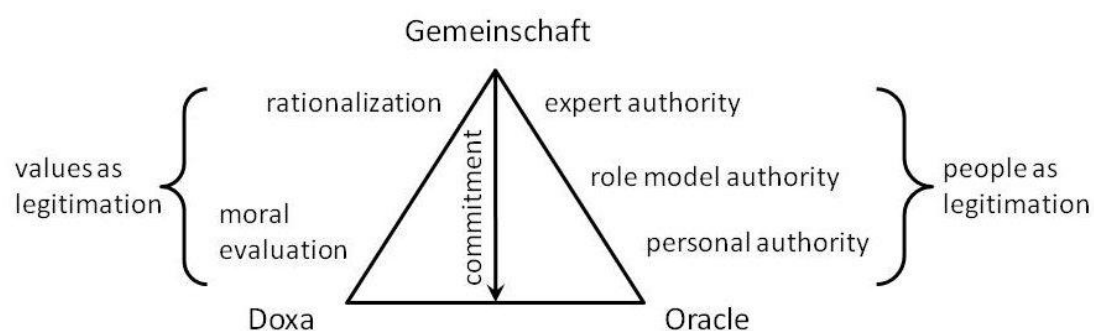 Gemeinschaft
rationalization
expert authority
values as
legitimation
commitment
role model authority
people as
legitimation
moral
evaluation
personal authority
Doxa
Oracle